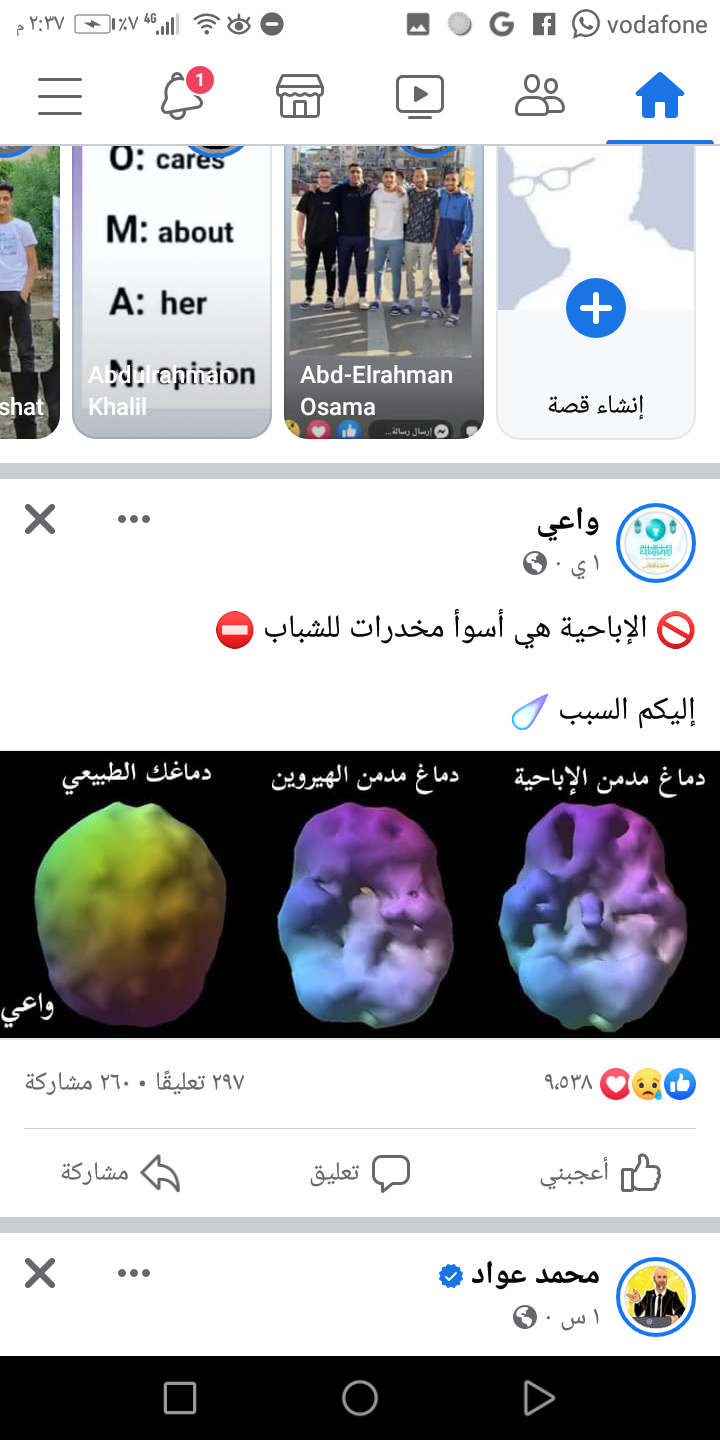 ٢:٣٧ م
٪٧
4G
vodafone
1
O: cares
M: about
A: her
N: opinion
shat
Abdulrahman
Khalil
Abd-Elrahman
Osama
إرسال رسالة...
إنشاء قصة
واعي
١ ي ·
🚫 الإباحية هي أسوأ مخدرات للشباب ⛔
إليكم السبب ☄️
دماغ مدمن الإباحية
دماغ مدمن الهيروين
دماغك الطبيعي
واعي
٩،٥٣٨
٢٩٧ تعليقًا • ٢٦٠ مشاركة
أعجبني
تعليق
مشاركة
محمد عواد
١ س ·